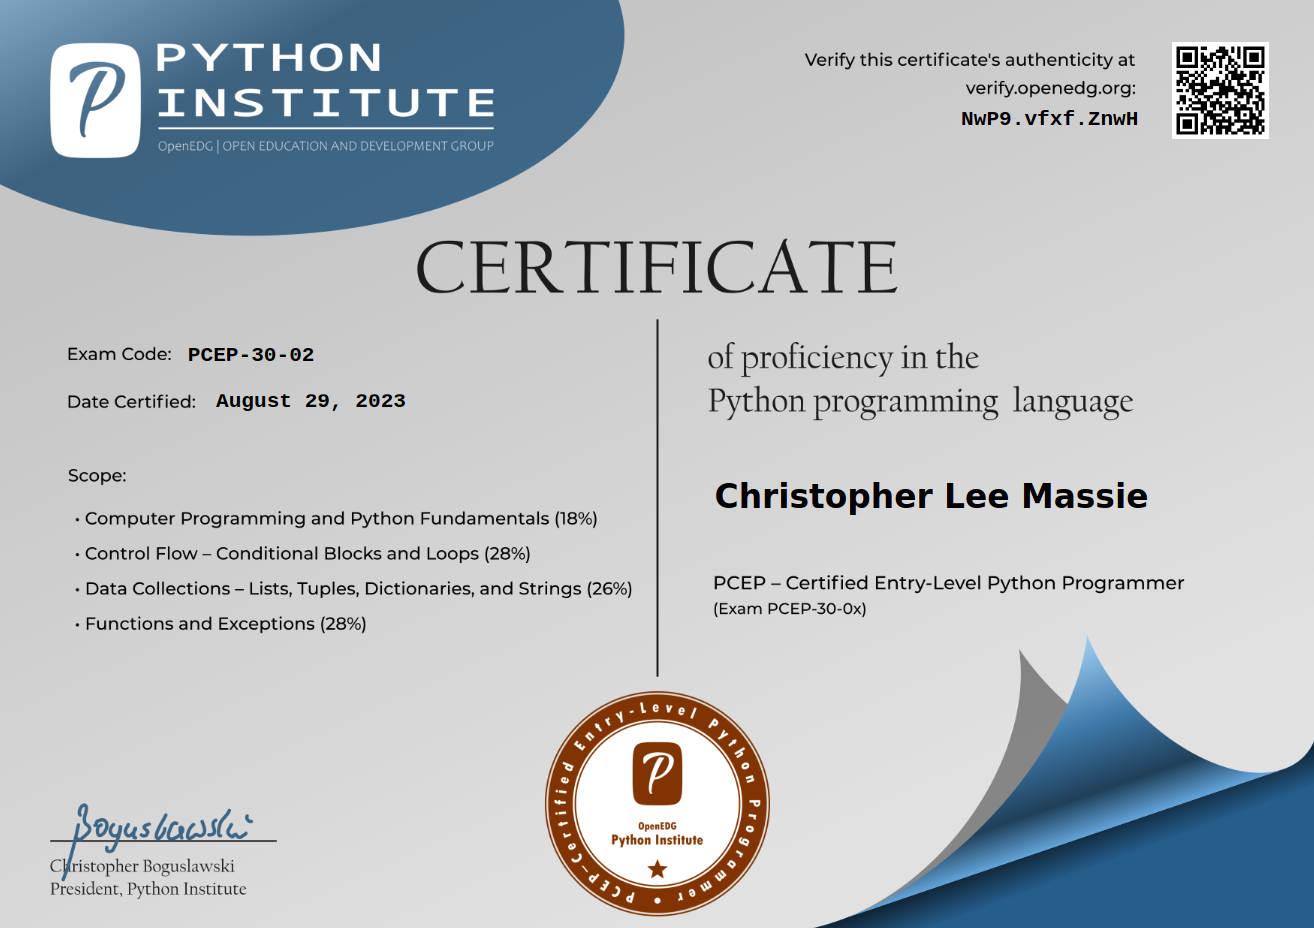 PYTHON
INSTITUTE
OpenEDG | OPEN EDUCATION AND DEVELOPMENT GROUP
Verify this certificate's authenticity at
verify.openedg.org:
NwP9.vfxf.ZnwH
CERTIFICATE
Exam Code: PCEP-30-02
Date Certified: August 29, 2023
Scope:
• Computer Programming and Python Fundamentals (18%)
• Control Flow – Conditional Blocks and Loops (28%)
• Data Collections – Lists, Tuples, Dictionaries, and Strings (26%)
• Functions and Exceptions (28%)
of proficiency in the
Python programming language
Christopher Lee Massie
PCEP – Certified Entry-Level Python Programmer
(Exam PCEP-30-0x)
PCEP-Certified Entry-Level Python Programmer •
OpenEDG
Python Institute
Boguslawski
Christopher Boguslawski
President, Python Institute